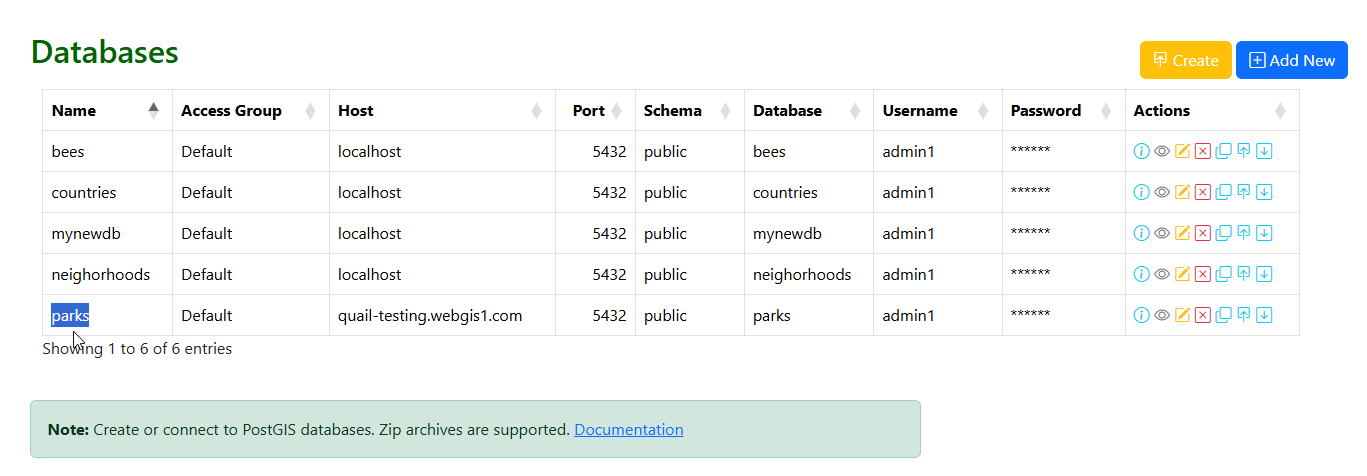 Databases
Create Add New
Name Access Group Host Port Schema Database Username Password Actions
bees Default localhost 5432 public bees admin1 ******
countries Default localhost 5432 public countries admin1 ******
mynewdb Default localhost 5432 public mynewdb admin1 ******
neighorhoods Default localhost 5432 public neighorhoods admin1 ******
parks Default quail-testing.webgis1.com 5432 public parks admin1 ******
Showing 1 to 6 of 6 entries
Note: Create or connect to PostGIS databases. Zip archives are supported. Documentation